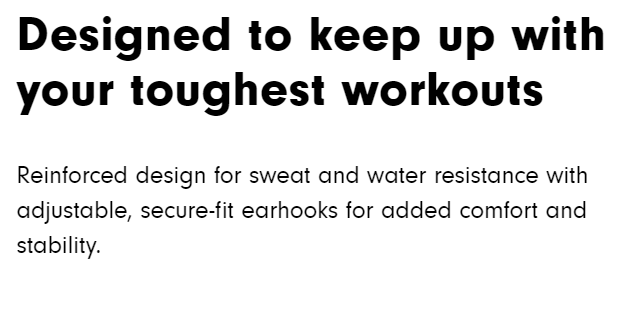 Designed to keep up with
your toughest workouts
Reinforced design for sweat and water resistance with
adjustable, secure-fit earhooks for added comfort and
stability.